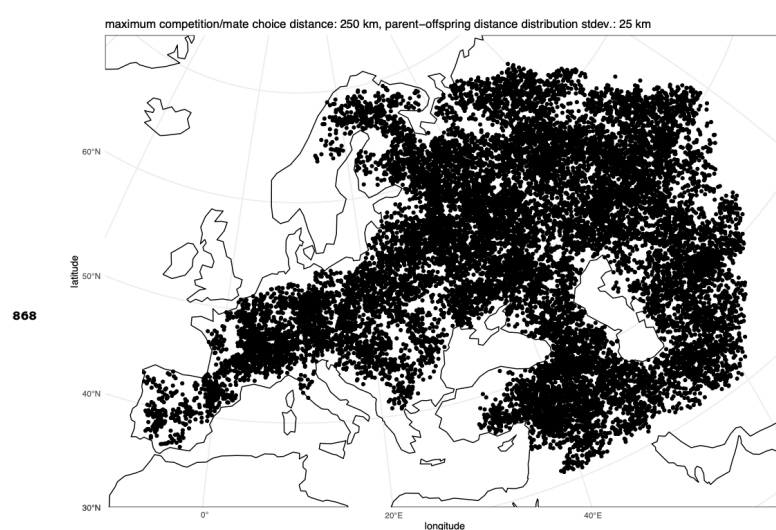 maximum competition/mate choice distance: 250 km, parent−offspring distance distribution stdev.: 25 km
60°N
50°N
latitude
868
40°N
30°N
0°
20°E
40°E
longitude